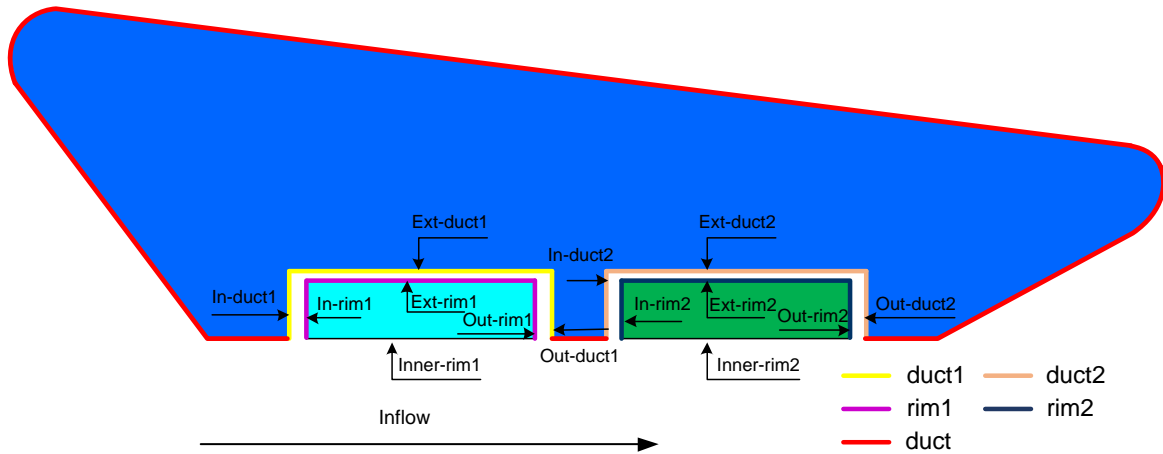 Ext-duct1
Ext-duct2
In-duct2
In-duct1
In-rim1
Ext-rim1
Out-rim1
In-rim2
Ext-rim2
Out-rim2
Out-duct2
Out-duct1
Inner-rim1
Inner-rim2
Inflow
duct1
duct2
rim1
rim2
duct